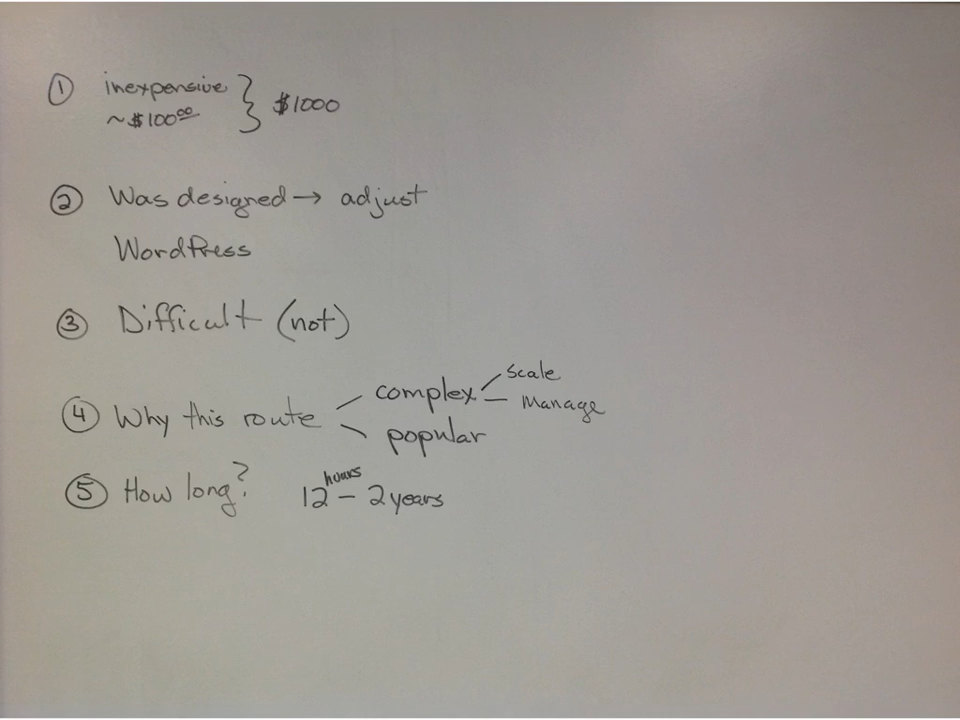 ① inexpensive } $1000
~$100⁰⁰
② Was designed → adjust
WordPress
③ Difficult (not)
④ Why this route complex scale
manage
popular
⑤ How long? 12 hours – 2 years